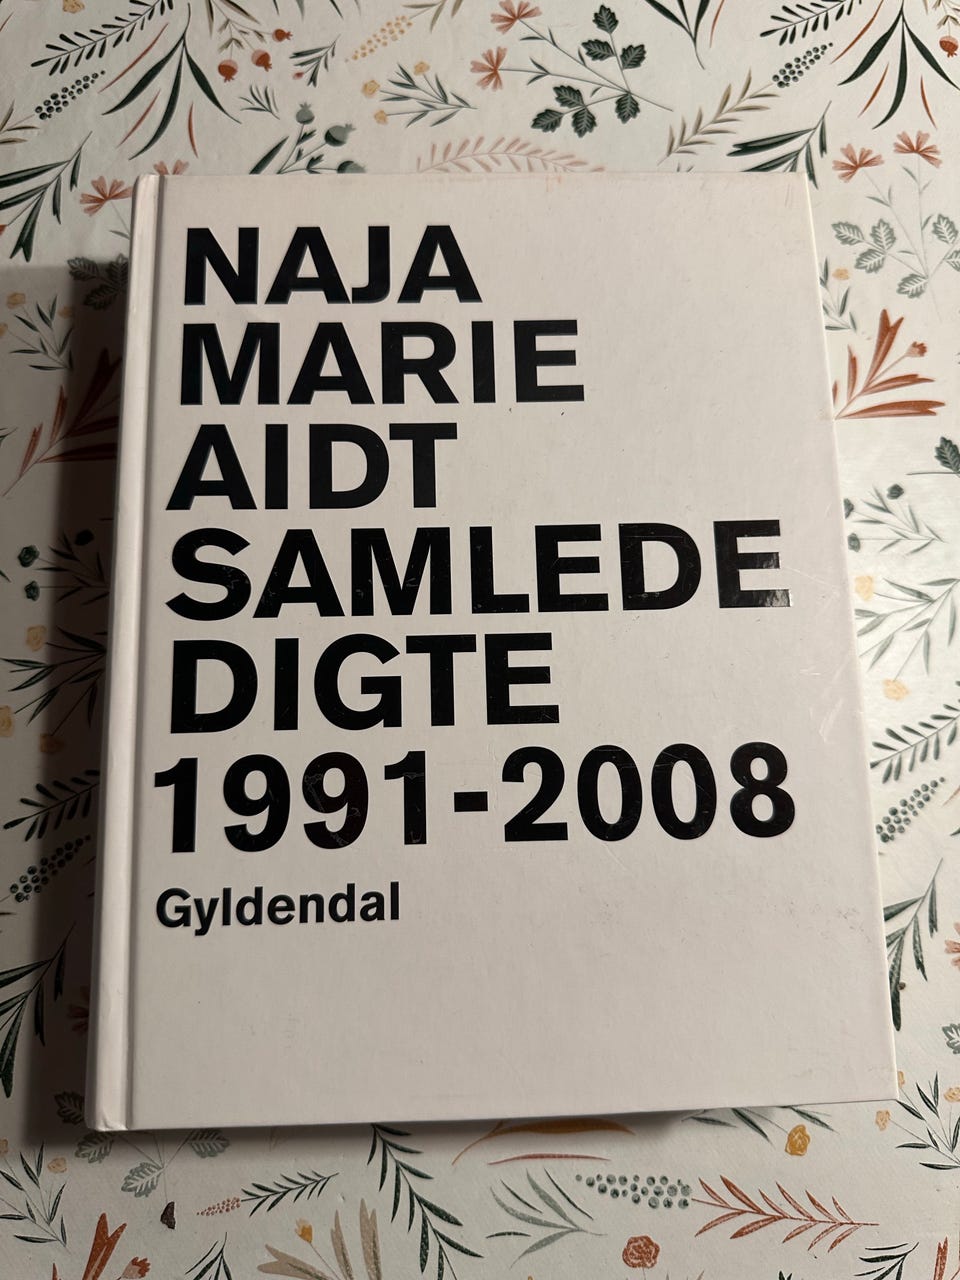 NAJA
MARIE
AIDT
SAMLEDE
DIGTE
1991-2008
Gyldendal